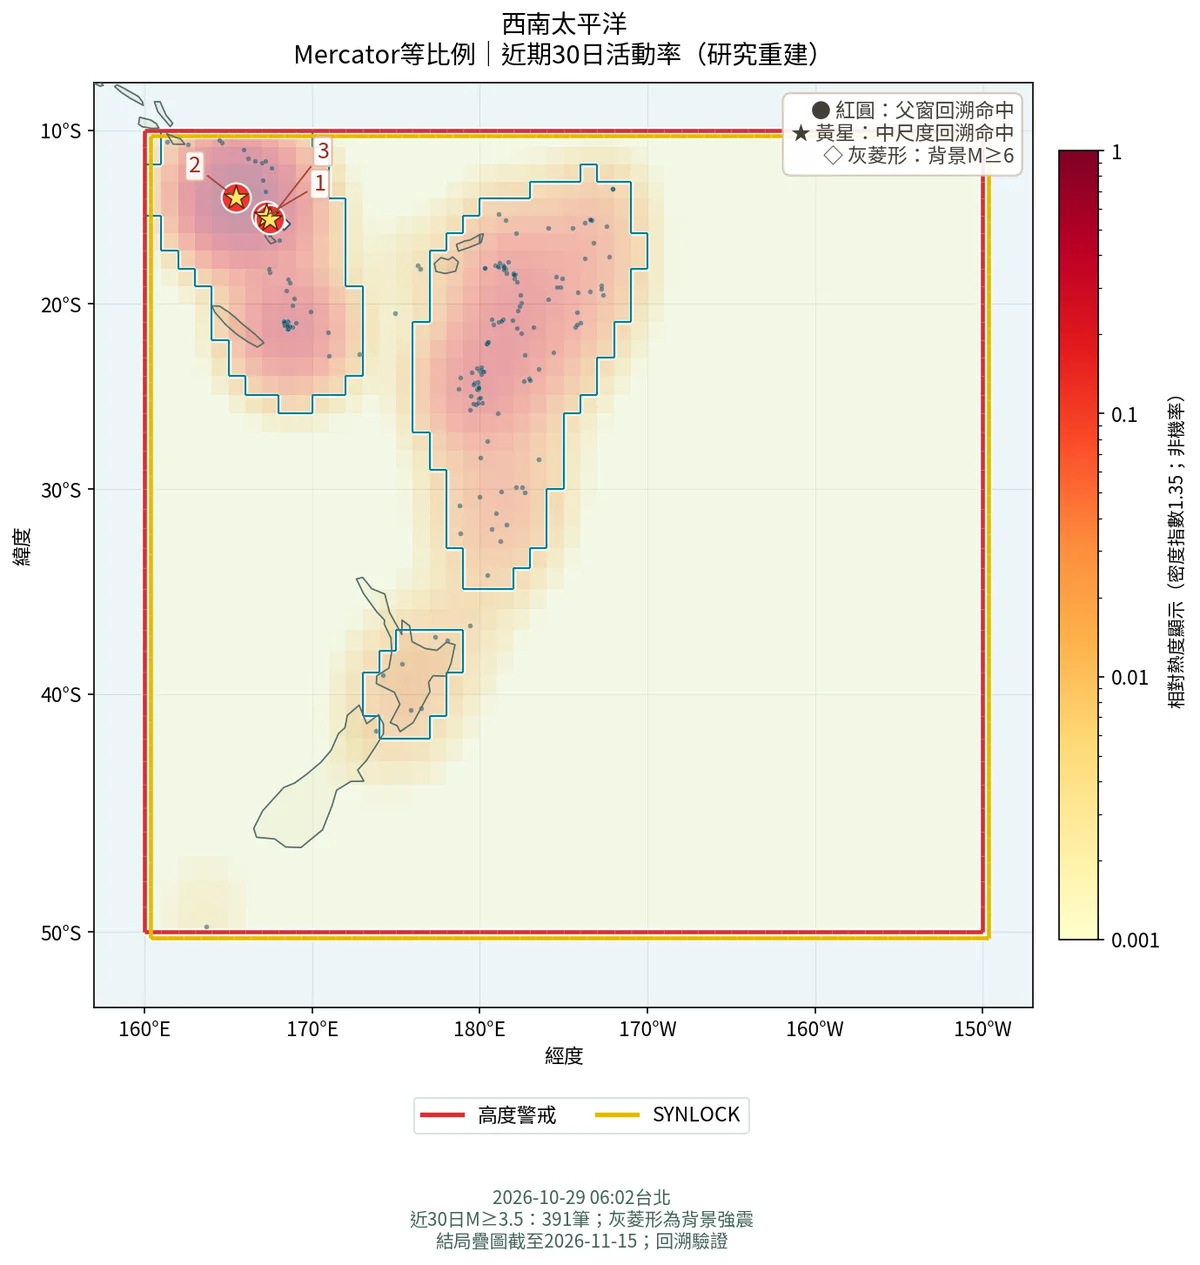 西南太平洋
Mercator等比例｜近期30日活動率（研究重建）
● 紅圓：父窗回溯命中
★ 黃星：中尺度回溯命中
◇ 灰菱形：背景M≥6
10°S
20°S
30°S
40°S
50°S
緯度
2
3
1
160°E
170°E
180°E
170°W
160°W
150°W
經度
1
0.1
0.01
0.001
相對熱度顯示（密度指數1.35；非機率）
高度警戒
SYNLOCK
2026-10-29 06:02台北
近30日M≥3.5：391筆；灰菱形為背景強震
結局疊圖截至2026-11-15；回溯驗證